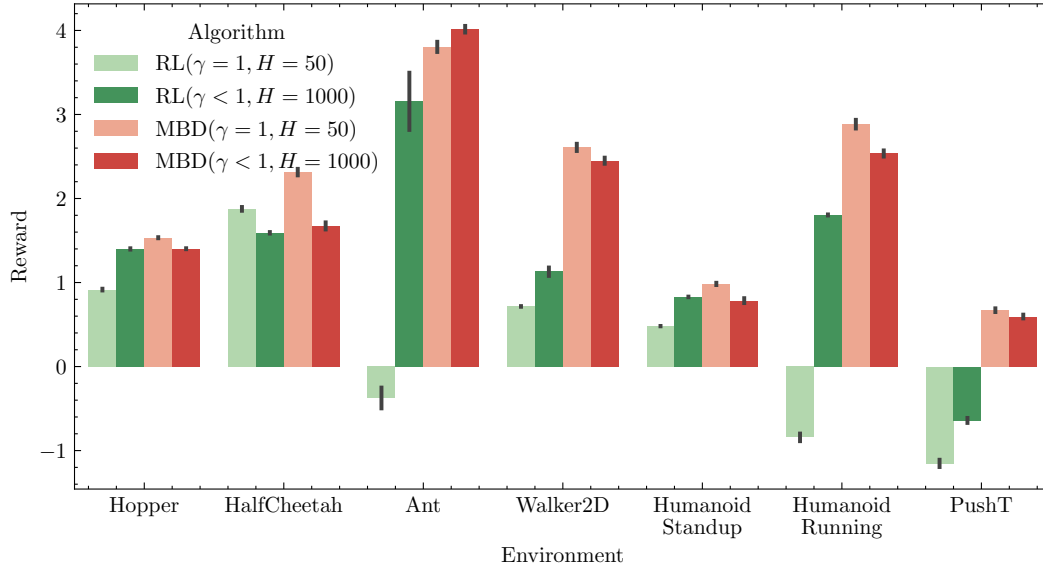 4
3
2
1
0
−1
Reward
Algorithm
RL(γ = 1, H = 50)
RL(γ < 1, H = 1000)
MBD(γ = 1, H = 50)
MBD(γ < 1, H = 1000)
Hopper HalfCheetah Ant Walker2D Humanoid Standup Humanoid Running PushT
Environment